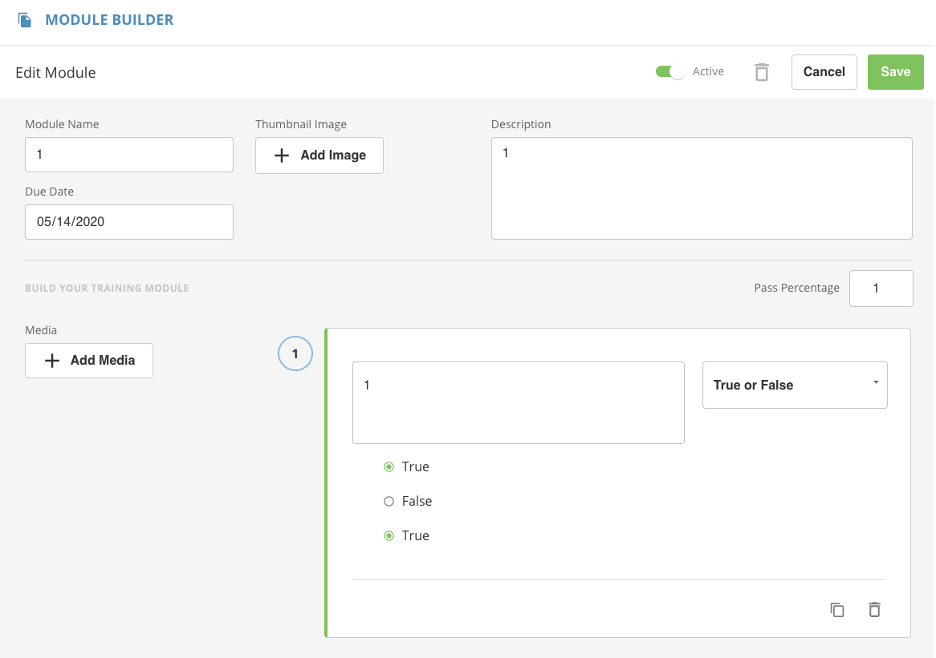 MODULE BUILDER
Edit Module
Active
Cancel
Save
Module Name
1
Thumbnail Image
Add Image
Description
1
Due Date
05/14/2020
BUILD YOUR TRAINING MODULE
Pass Percentage
1
Media
Add Media
1
1
True or False
True
False
True